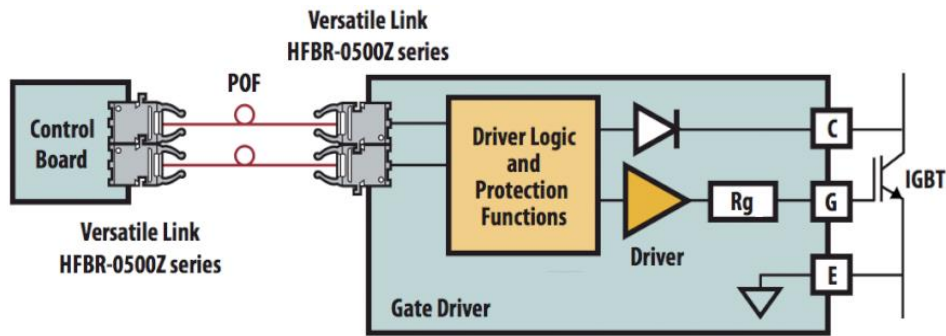 Versatile Link
HFBR-0500Z series
POF
Control
Board
Versatile Link
HFBR-0500Z series
Driver Logic
and
Protection
Functions
Driver
Rg
C
G
E
IGBT
Gate Driver